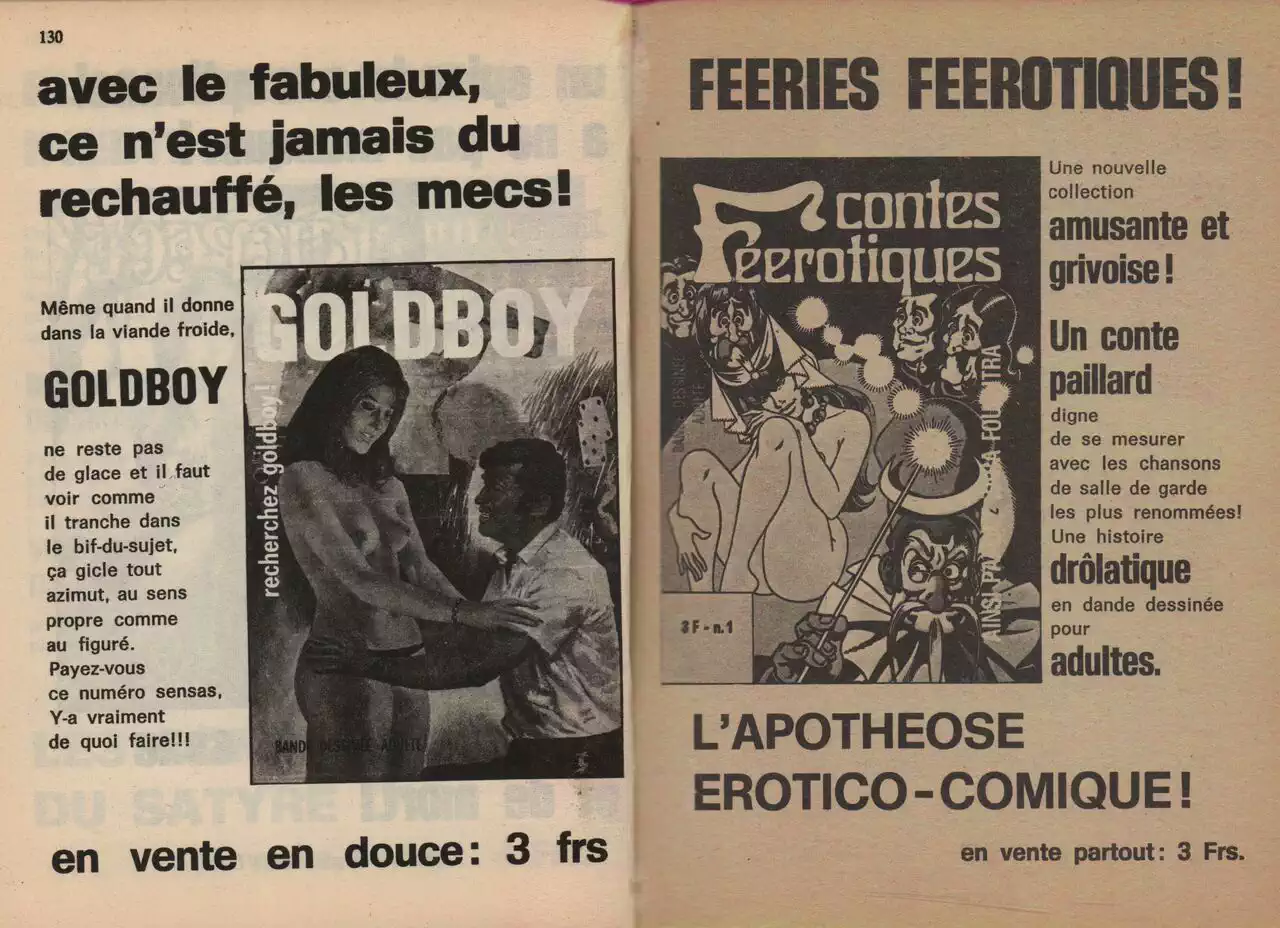 130
avec le fabuleux,
ce n'est jamais du
rechauffé, les mecs!
Même quand il donne
dans la viande froide,
GOLDBOY
ne reste pas
de glace et il faut
voir comme
il tranche dans
le bif-du-sujet,
ça gicle tout
azimut, au sens
propre comme
au figuré.
Payez-vous
ce numéro sensas,
Y-a vraiment
de quoi faire!!!
GOLDBOY
recherchez goldboy!
BANDE DESSINEE ADULTE
en vente en douce: 3 frs
FEERIES FEEROTIQUES!
contes
Féerotiques
BANDE DESSINEE
ADULTE
3 F - n.1
Une nouvelle
collection
amusante et
grivoise!
Un conte
paillard
digne
de se mesurer
avec les chansons
de salle de garde
les plus renommées!
Une histoire
drôlatique
en dande dessinée
pour
adultes.
L'APOTHEOSE
EROTICO-COMIQUE!
en vente partout: 3 Frs.